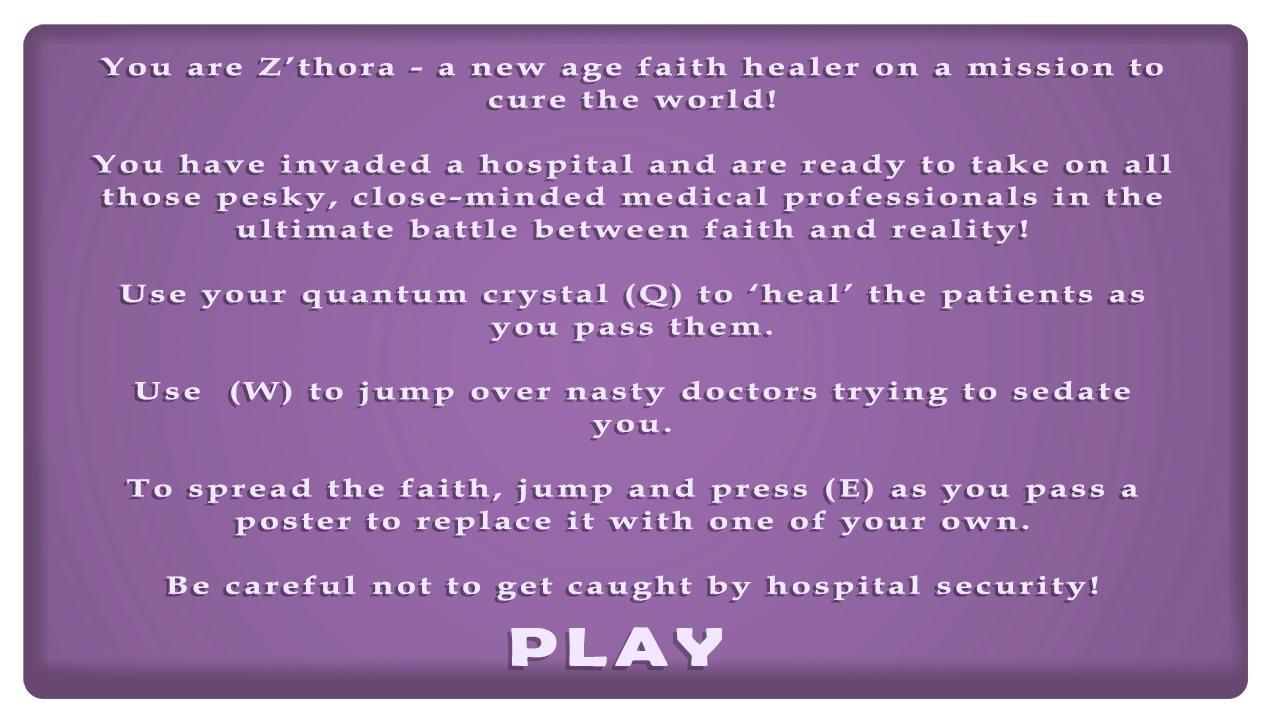 You are Z’thora - a new age faith healer on a mission to
cure the world!
You have invaded a hospital and are ready to take on all
those pesky, close-minded medical professionals in the
ultimate battle between faith and reality!
Use your quantum crystal (Q) to ‘heal’ the patients as
you pass them.
Use  (W) to jump over nasty doctors trying to sedate
you.
To spread the faith, jump and press (E) as you pass a
poster to replace it with one of your own.
Be careful not to get caught by hospital security!
PLAY